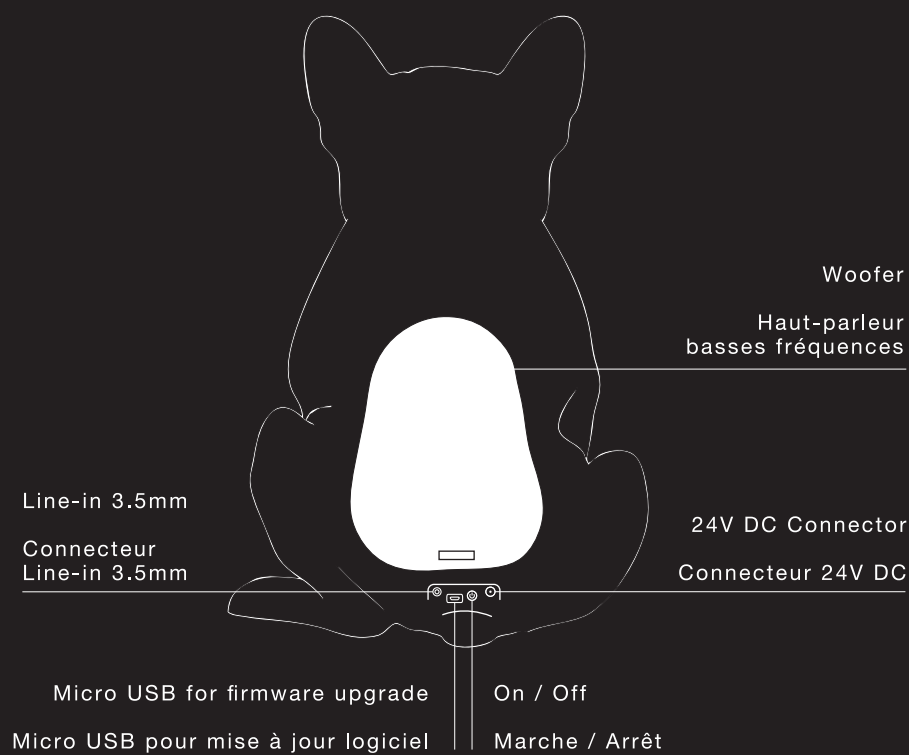 Woofer
Haut-parleur
basses fréquences
Line-in 3.5mm
Connecteur
Line-in 3.5mm
24V DC Connector
Connecteur 24V DC
Micro USB for firmware upgrade
Micro USB pour mise à jour logiciel
On / Off
Marche / Arrêt